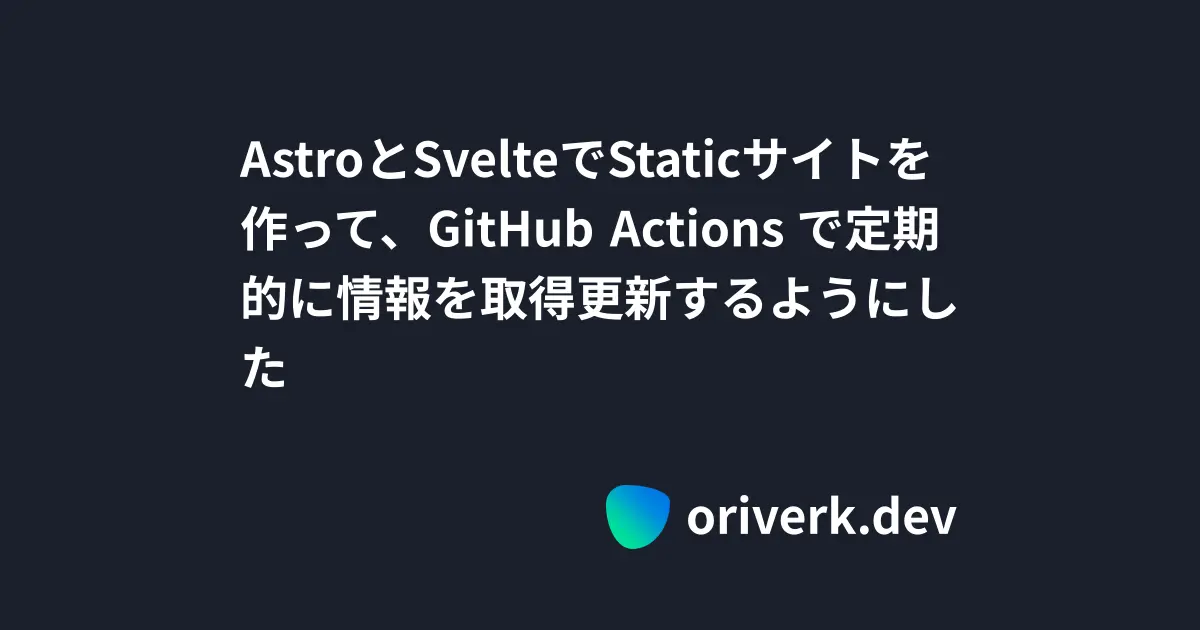 AstroとSvelteでStaticサイトを
作って、GitHub Actions で定期
的に情報を取得更新するようにし
た
oriverk.dev